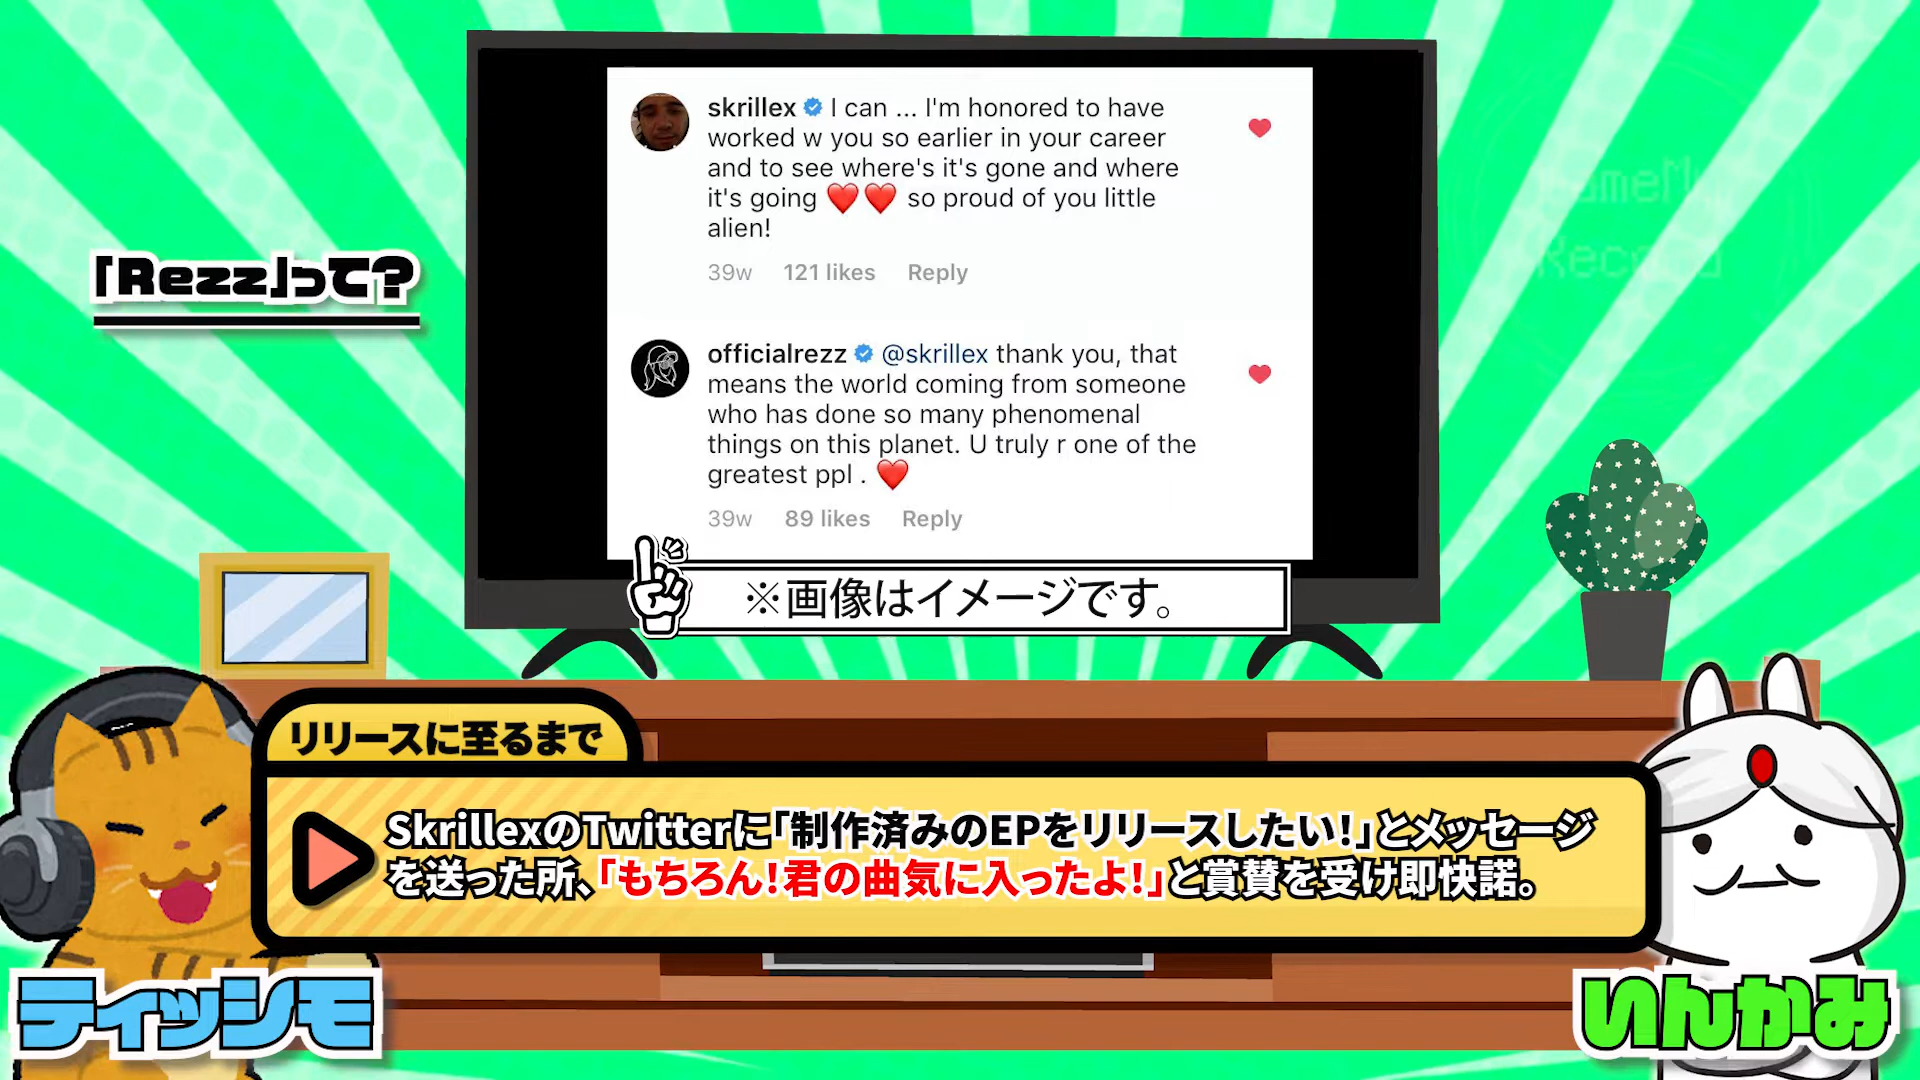 「Rezz」って?
skrillex I can ... I'm honored to have
worked w you so earlier in your career
and to see where's it's gone and where
it's going ❤️❤️ so proud of you little
alien!
39w 121 likes Reply
officialrezz @skrillex thank you, that
means the world coming from someone
who has done so many phenomenal
things on this planet. U truly r one of the
greatest ppl . ❤️
39w 89 likes Reply
※画像はイメージです。
リリースに至るまで
SkrillexのTwitterに「制作済みのEPをリリースしたい!」とメッセージ
を送った所、「もちろん!君の曲気に入ったよ!」と賞賛を受け即快諾。
ティッシモ
いんかみ